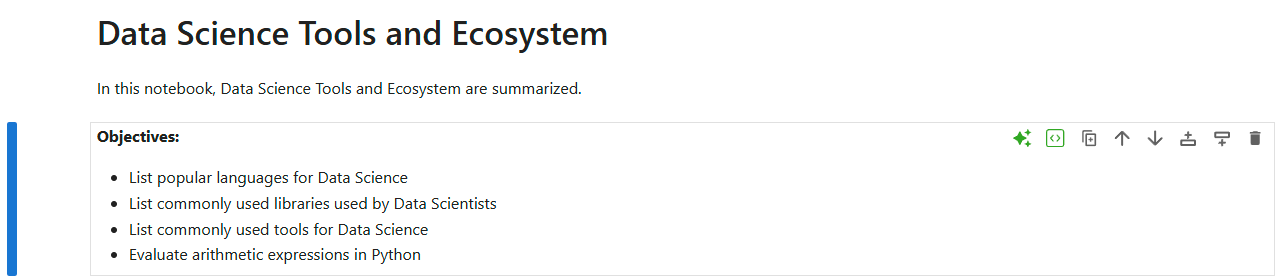 Data Science Tools and Ecosystem
In this notebook, Data Science Tools and Ecosystem are summarized.
Objectives:
• List popular languages for Data Science
• List commonly used libraries used by Data Scientists
• List commonly used tools for Data Science
• Evaluate arithmetic expressions in Python